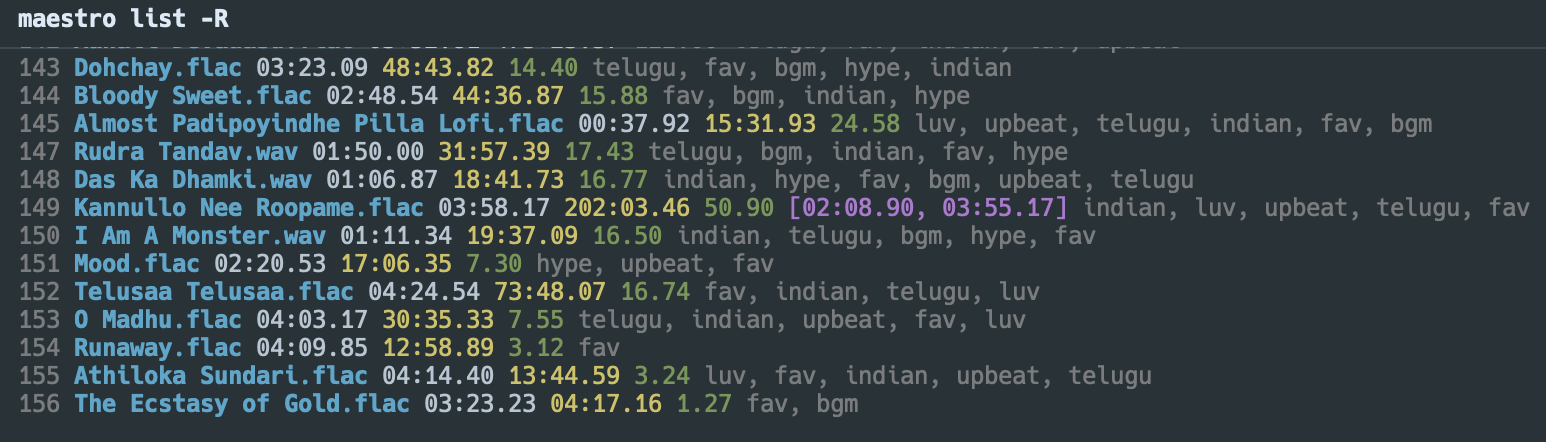 maestro list -R
143 Dohchay.flac 03:23.09 48:43.82 14.40 telugu, fav, bgm, hype, indian
144 Bloody Sweet.flac 02:48.54 44:36.87 15.88 fav, bgm, indian, hype
145 Almost Padipoyindhe Pilla Lofi.flac 00:37.92 15:31.93 24.58 luv, upbeat, telugu, indian, fav, bgm
147 Rudra Tandav.wav 01:50.00 31:57.39 17.43 telugu, bgm, indian, fav, hype
148 Das Ka Dhamki.wav 01:06.87 18:41.73 16.77 indian, hype, fav, bgm, upbeat, telugu
149 Kannullo Nee Roopame.flac 03:58.17 202:03.46 50.90 [02:08.90, 03:55.17] indian, luv, upbeat, telugu, fav
150 I Am A Monster.wav 01:11.34 19:37.09 16.50 indian, telugu, bgm, hype, fav
151 Mood.flac 02:20.53 17:06.35 7.30 hype, upbeat, fav
152 Telusaa Telusaa.flac 04:24.54 73:48.07 16.74 fav, indian, telugu, luv
153 O Madhu.flac 04:03.17 30:35.33 7.55 telugu, indian, upbeat, fav, luv
154 Runaway.flac 04:09.85 12:58.89 3.12 fav
155 Athiloka Sundari.flac 04:14.40 13:44.59 3.24 luv, fav, indian, upbeat, telugu
156 The Ecstasy of Gold.flac 03:23.23 04:17.16 1.27 fav, bgm